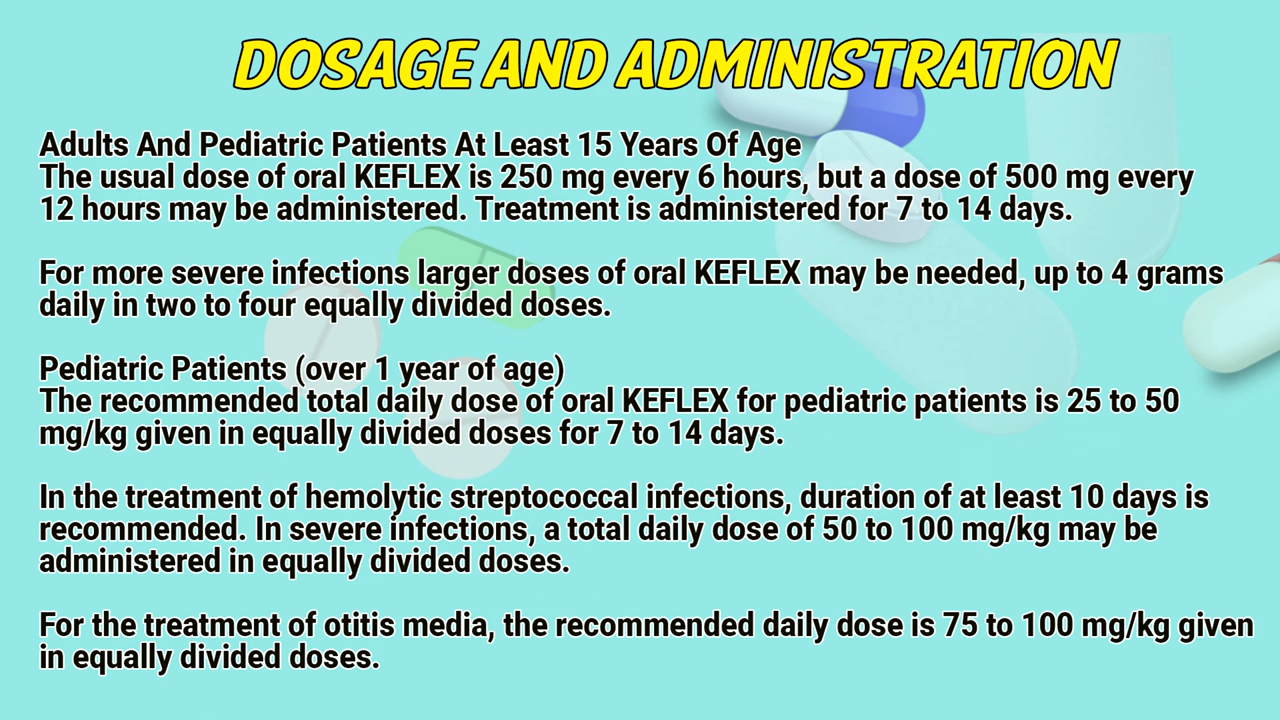 DOSAGE AND ADMINISTRATION
Adults And Pediatric Patients At Least 15 Years Of Age
The usual dose of oral KEFLEX is 250 mg every 6 hours, but a dose of 500 mg every
12 hours may be administered. Treatment is administered for 7 to 14 days.
For more severe infections larger doses of oral KEFLEX may be needed, up to 4 grams
daily in two to four equally divided doses.
Pediatric Patients (over 1 year of age)
The recommended total daily dose of oral KEFLEX for pediatric patients is 25 to 50
mg/kg given in equally divided doses for 7 to 14 days.
In the treatment of hemolytic streptococcal infections, duration of at least 10 days is
recommended. In severe infections, a total daily dose of 50 to 100 mg/kg may be
administered in equally divided doses.
For the treatment of otitis media, the recommended daily dose is 75 to 100 mg/kg given
in equally divided doses.